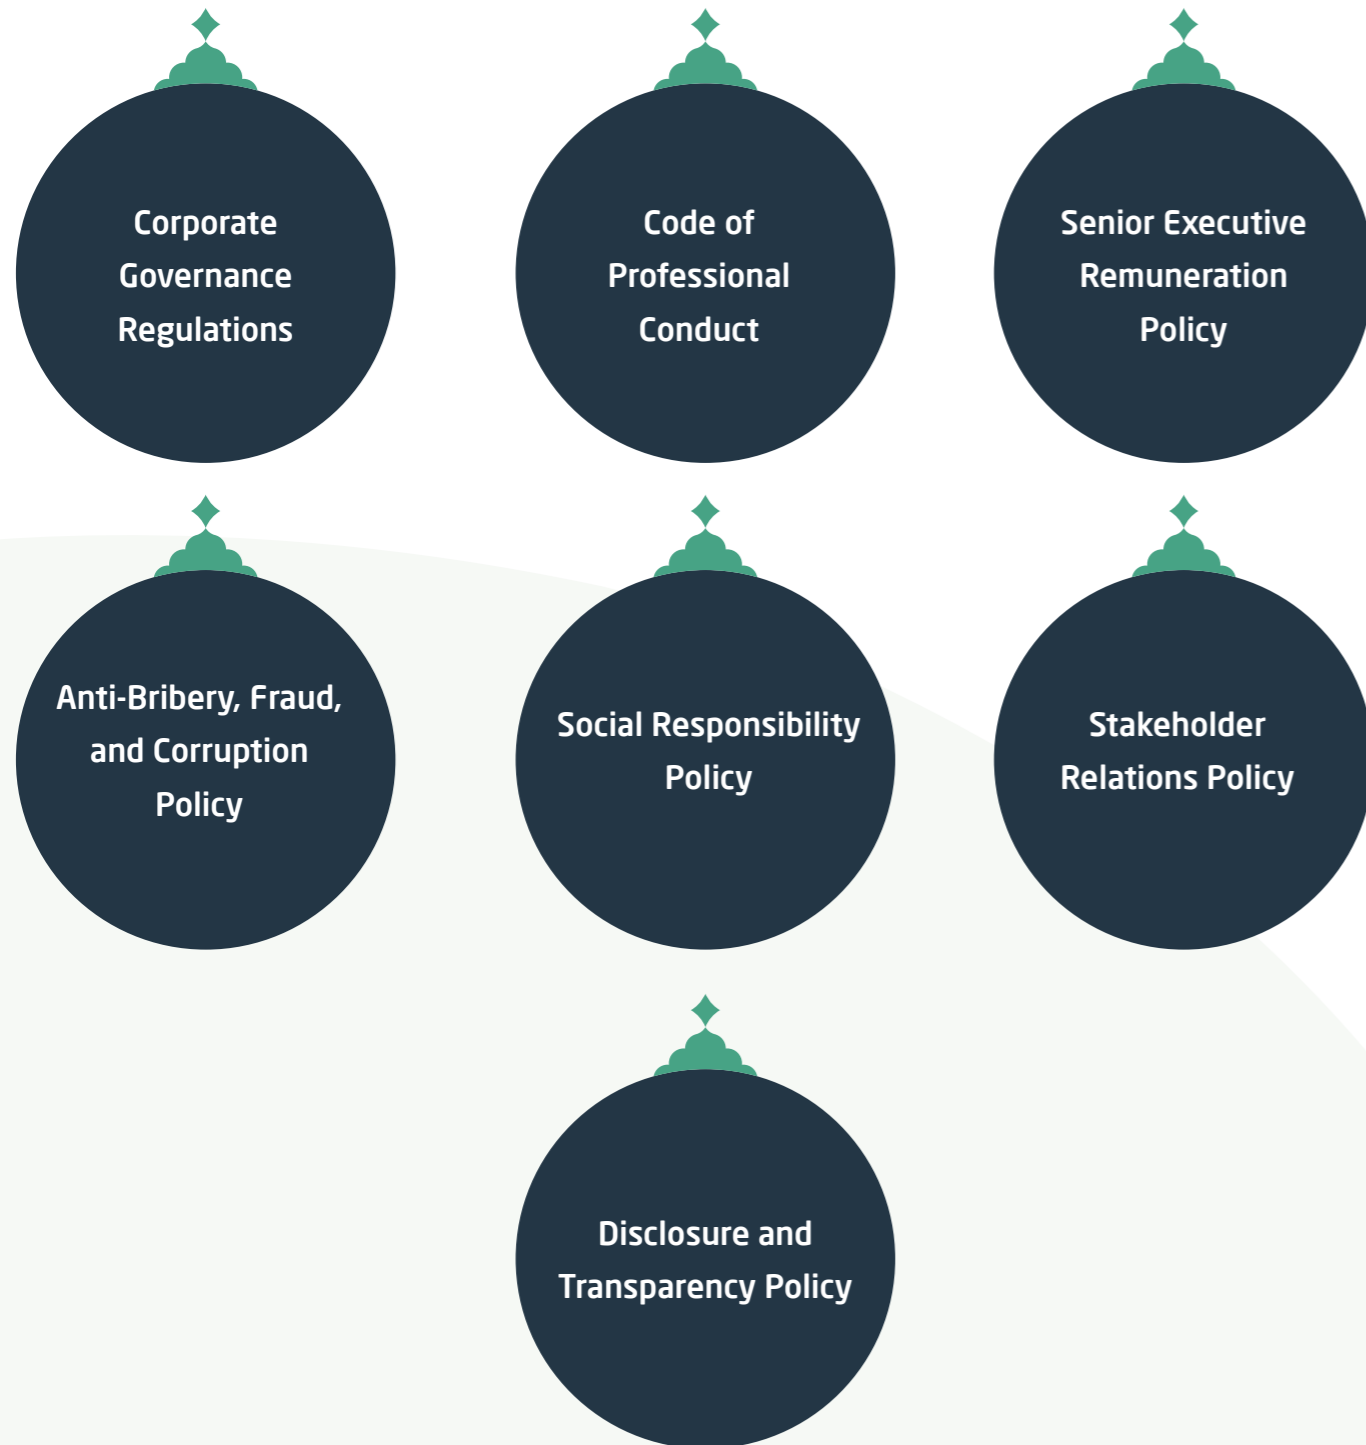 Corporate
Governance
Regulations
Code of
Professional
Conduct
Senior Executive
Remuneration
Policy
Anti-Bribery, Fraud,
and Corruption
Policy
Social Responsibility
Policy
Stakeholder
Relations Policy
Disclosure and
Transparency Policy